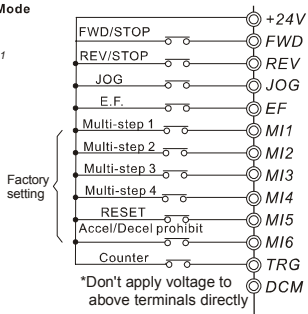 Mode
+24V
FWD/STOP
FWD
1
REV/STOP
REV
JOG
JOG
E.F.
EF
Multi-step 1
MI1
Multi-step 2
MI2
Multi-step 3
MI3
Factory
setting
Multi-step 4
MI4
RESET
MI5
Accel/Decel prohibit
MI6
Counter
TRG
*Don't apply voltage to
above terminals directly
DCM